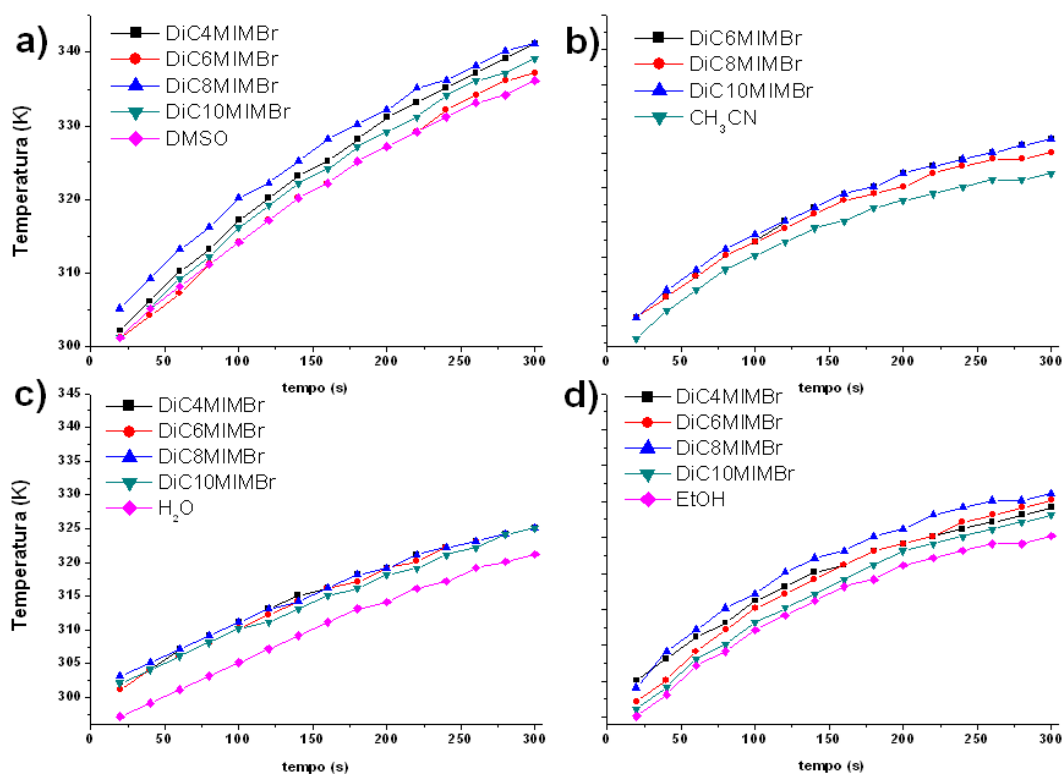 a)
DiC4MIMBr
DiC6MIMBr
DiC8MIMBr
DiC10MIMBr
DMSO
Temperatura (K)
340
330
320
310
300
0 50 100 150 200 250 300
tempo (s)
b)
DiC6MIMBr
DiC8MIMBr
DiC10MIMBr
CH₃CN
0 50 100 150 200 250 300
tempo (s)
c)
DiC4MIMBr
DiC6MIMBr
DiC8MIMBr
DiC10MIMBr
H₂O
Temperatura (K)
345
340
335
330
325
320
315
310
305
300
0 50 100 150 200 250 300
tempo (s)
d)
DiC4MIMBr
DiC6MIMBr
DiC8MIMBr
DiC10MIMBr
EtOH
0 50 100 150 200 250 300
tempo (s)